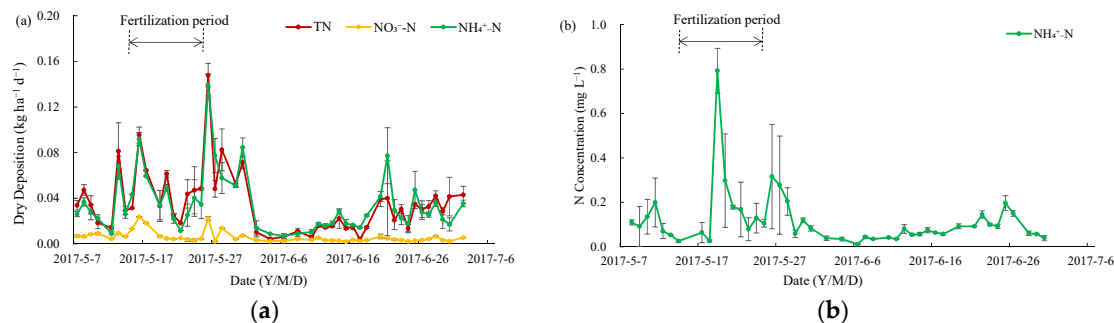 (a)
Fertilization period
TN
NO₃⁻-N
NH₄⁺-N
0.20
0.16
0.12
0.08
0.04
0.00
Dry Deposition (kg ha⁻¹ d⁻¹)
2017-5-7 2017-5-17 2017-5-27 2017-6-6 2017-6-16 2017-6-26 2017-7-6
Date (Y/M/D)
(a)
(b)
Fertilization period
NH₄⁺-N
1.0
0.8
0.6
0.4
0.2
0.0
N Concentration (mg L⁻¹)
2017-5-7 2017-5-17 2017-5-27 2017-6-6 2017-6-16 2017-6-26 2017-7-6
Date (Y/M/D)
(b)